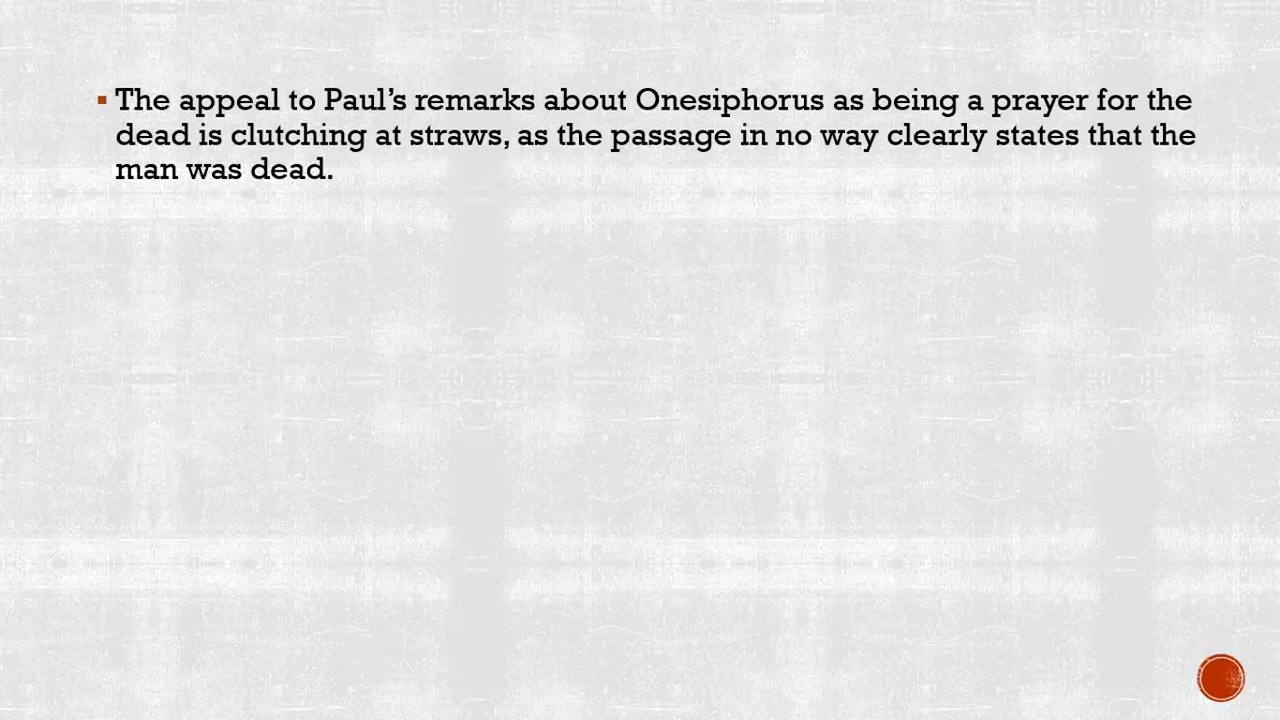 The appeal to Paul’s remarks about Onesiphorus as being a prayer for the
dead is clutching at straws, as the passage in no way clearly states that the
man was dead.